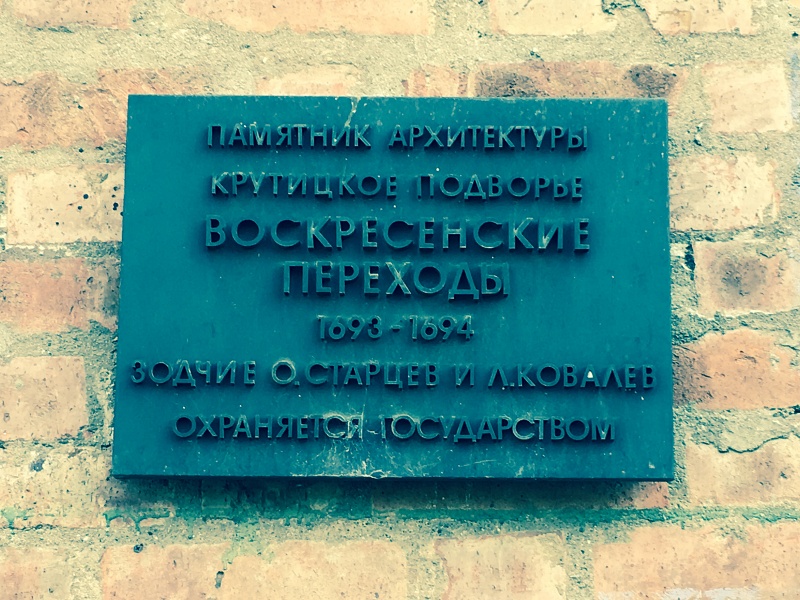 ПАМЯТНИК АРХИТЕКТУРЫ
КРУТИЦКОЕ ПОДВОРЬЕ
ВОСКРЕСЕНСКИЕ
ПЕРЕХОДЫ
1693-1694
ЗОДЧИЕ О.СТАРЦЕВ И Л.КОВАЛЕВ
ОХРАНЯЕТСЯ ГОСУДАРСТВОМ